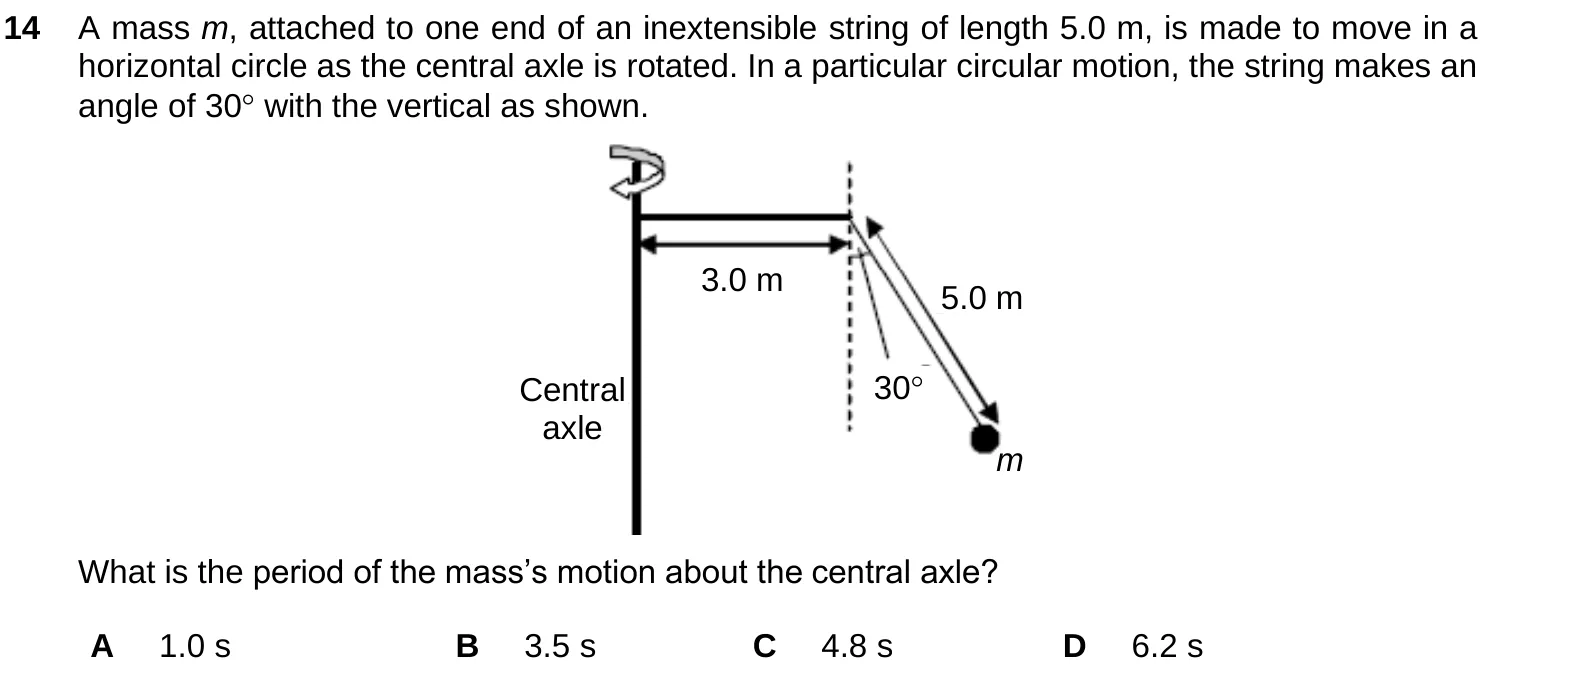 14 A mass m, attached to one end of an inextensible string of length 5.0 m, is made to move in a
horizontal circle as the central axle is rotated. In a particular circular motion, the string makes an
angle of 30° with the vertical as shown.
3.0 m
5.0 m
30°
Central
axle
m
What is the period of the mass’s motion about the central axle?
A 1.0 s B 3.5 s C 4.8 s D 6.2 s